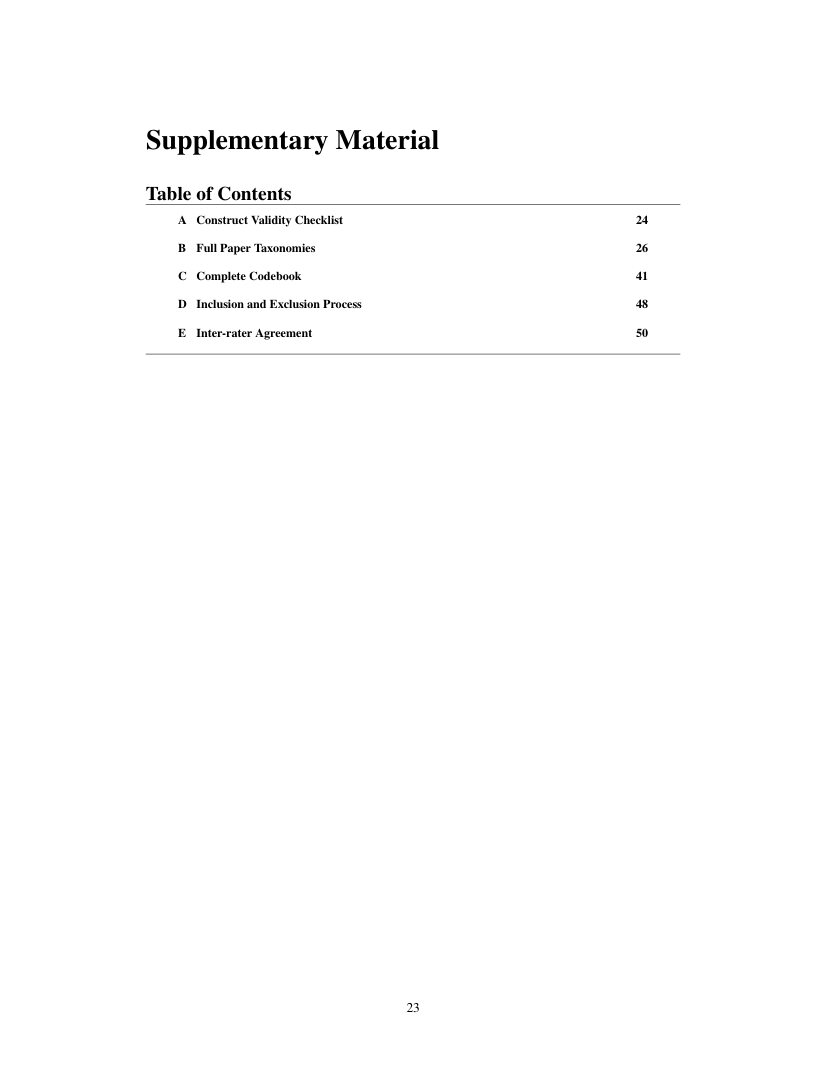 Supplementary Material
Table of Contents
A Construct Validity Checklist 24
B Full Paper Taxonomies 26
C Complete Codebook 41
D Inclusion and Exclusion Process 48
E Inter-rater Agreement 50
23